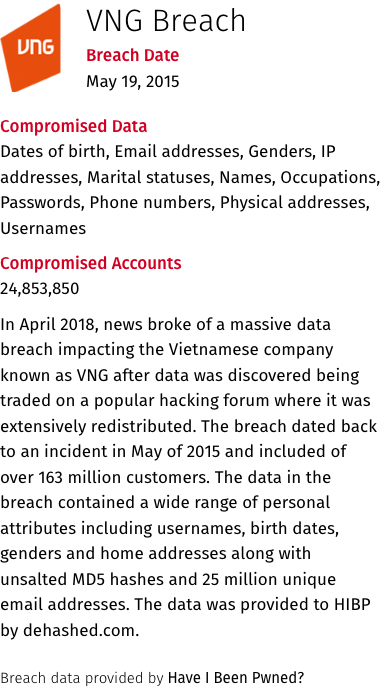 VNG
VNG Breach
Breach Date
May 19, 2015
Compromised Data
Dates of birth, Email addresses, Genders, IP
addresses, Marital statuses, Names, Occupations,
Passwords, Phone numbers, Physical addresses,
Usernames
Compromised Accounts
24,853,850
In April 2018, news broke of a massive data
breach impacting the Vietnamese company
known as VNG after data was discovered being
traded on a popular hacking forum where it was
extensively redistributed. The breach dated back
to an incident in May of 2015 and included of
over 163 million customers. The data in the
breach contained a wide range of personal
attributes including usernames, birth dates,
genders and home addresses along with
unsalted MD5 hashes and 25 million unique
email addresses. The data was provided to HIBP
by dehashed.com.
Breach data provided by Have I Been Pwned?